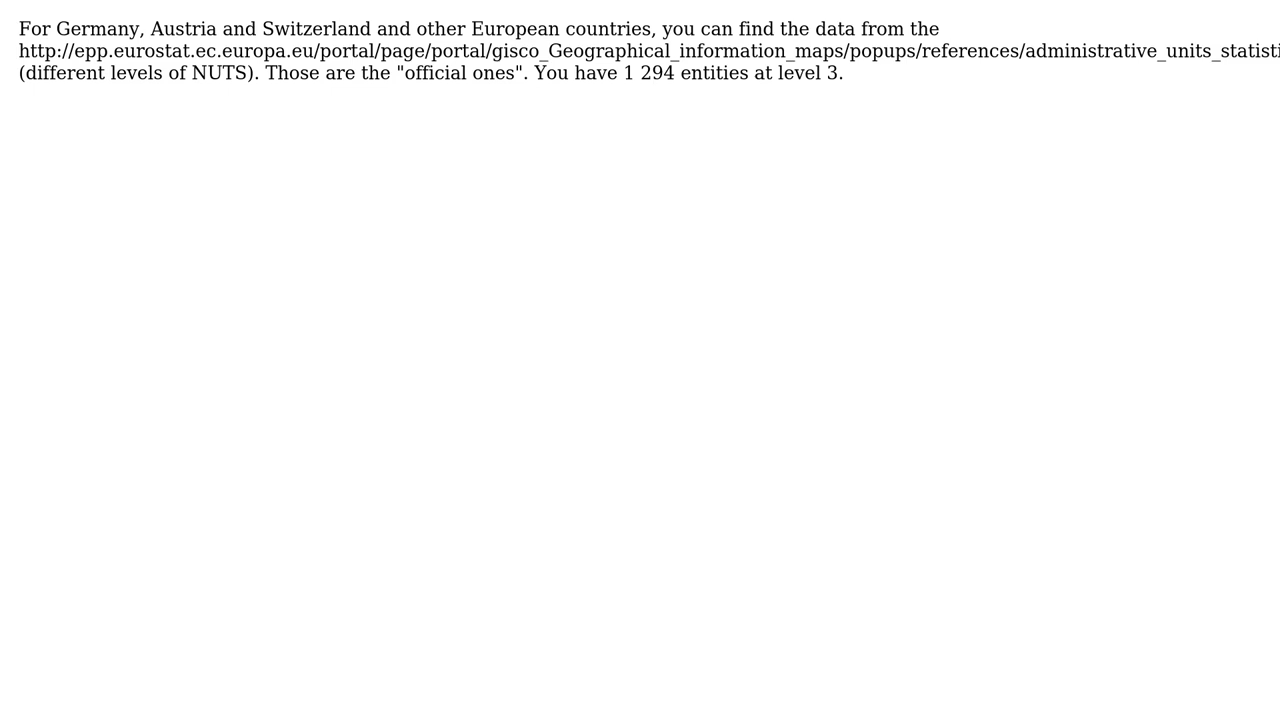 For Germany, Austria and Switzerland and other European countries, you can find the data from the
http://epp.eurostat.ec.europa.eu/portal/page/portal/gisco_Geographical_information_maps/popups/references/administrative_units_statisti
(different levels of NUTS). Those are the "official ones". You have 1 294 entities at level 3.